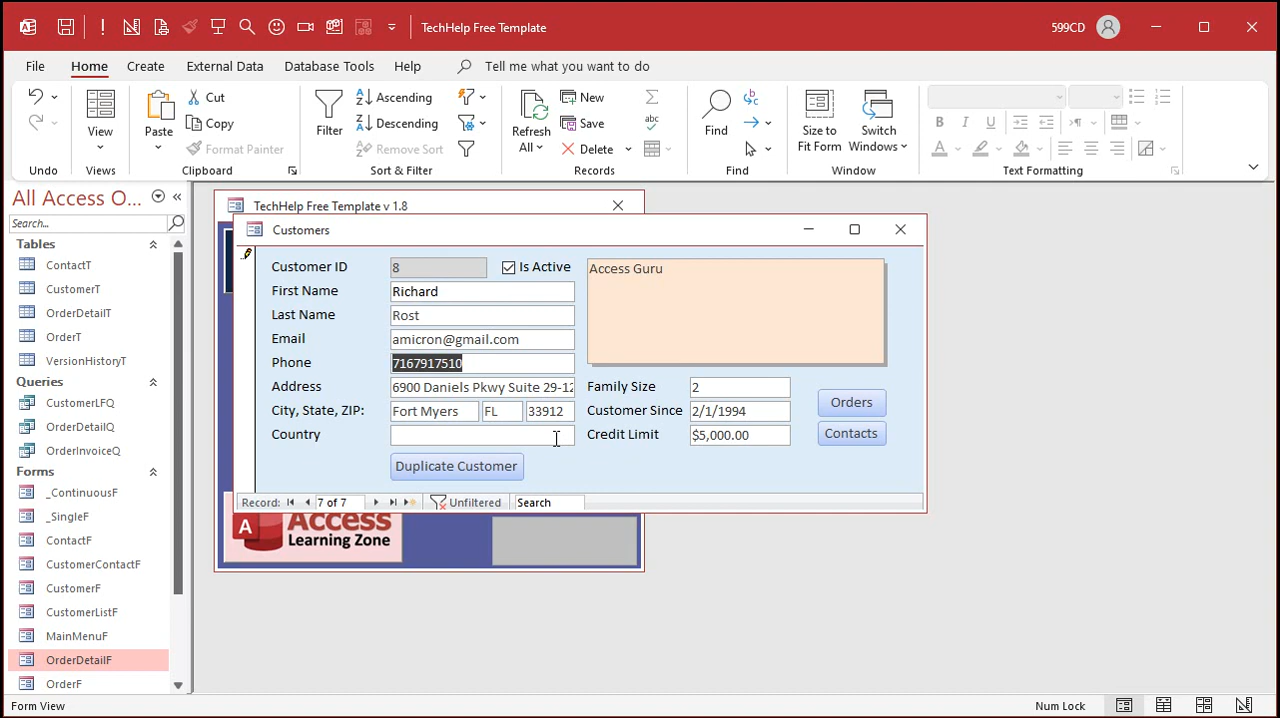 TechHelp Free Template
599CD
File Home Create External Data Database Tools Help Tell me what you want to do
View
Paste
Cut
Copy
Format Painter
Filter
Ascending
Descending
Remove Sort
Refresh All
New
Save
Delete
Find
Size to Fit Form
Switch Windows
B I U
Undo Views Clipboard Sort & Filter Records Find Window Text Formatting
All Access O...
Search...
Tables
ContactT
CustomerT
OrderDetailT
OrderT
VersionHistoryT
Queries
CustomerLFQ
OrderDetailQ
OrderInvoiceQ
Forms
_ContinuousF
_SingleF
ContactF
CustomerContactF
CustomerF
CustomerListF
MainMenuF
OrderDetailF
OrderF
TechHelp Free Template v 1.8
Customers
Customer ID 8 Is Active
First Name Richard
Last Name Rost
Email amicron@gmail.com
Phone 7167917510
Address 6900 Daniels Pkwy Suite 29-12
City, State, ZIP: Fort Myers FL 33912
Country
Access Guru
Family Size 2
Customer Since 2/1/1994
Credit Limit $5,000.00
Orders
Contacts
Duplicate Customer
Record: 7 of 7 Unfiltered Search
A Access
Learning Zone
Form View
Num Lock